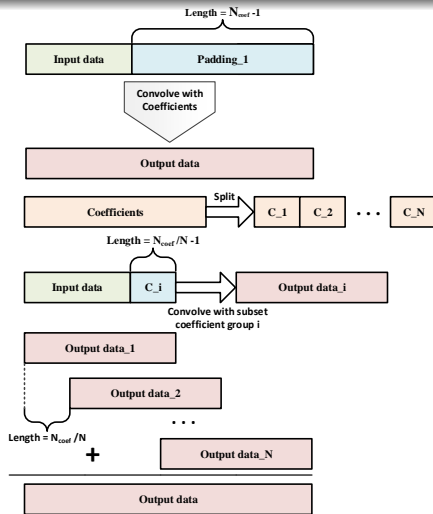 Length = N_coef -1
Input data Padding_1
Convolve with
Coefficients
Output data
Coefficients Split C_1 C_2 ... C_N
Length = N_coef /N -1
Input data C_i Output data_i
Convolve with subset
coefficient group i
Output data_1
Output data_2
...
Length = N_coef /N
+ Output data_N
Output data